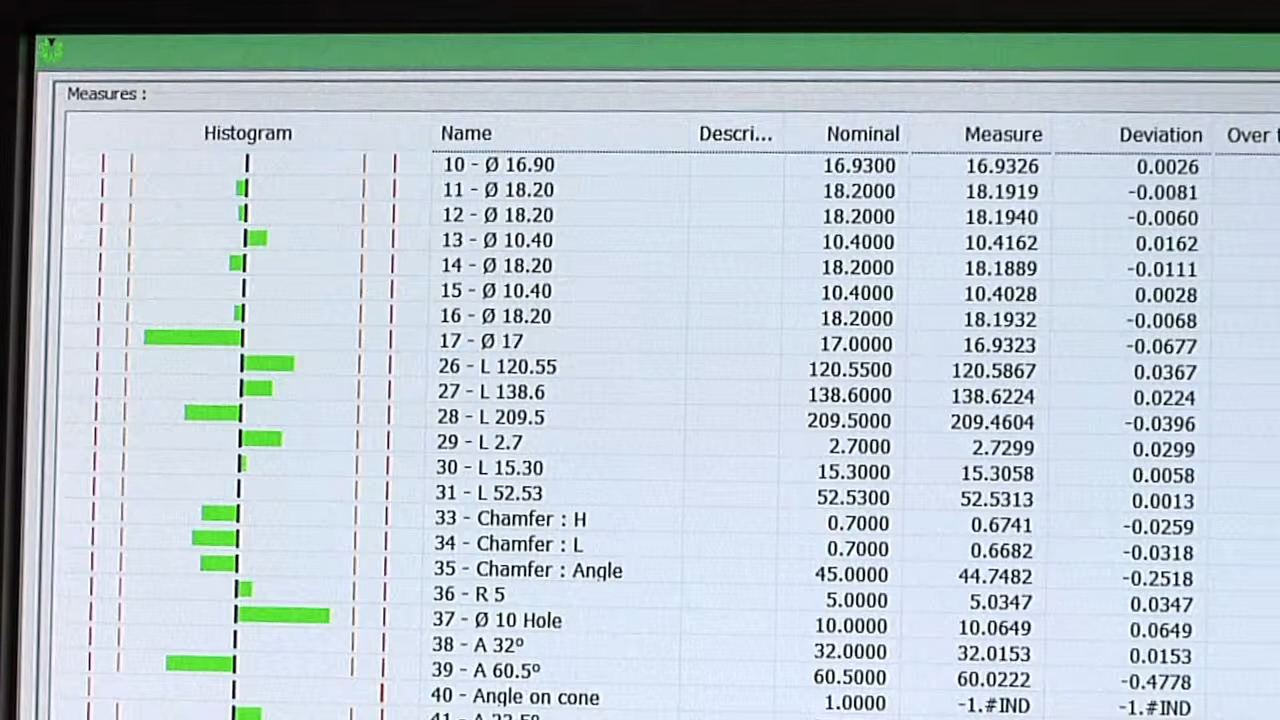 Measures :
Histogram Name Descri... Nominal Measure Deviation Over
10 - Ø 16.90 16.9300 16.9326 0.0026
11 - Ø 18.20 18.2000 18.1919 -0.0081
12 - Ø 18.20 18.2000 18.1940 -0.0060
13 - Ø 10.40 10.4000 10.4162 0.0162
14 - Ø 18.20 18.2000 18.1889 -0.0111
15 - Ø 10.40 10.4000 10.4028 0.0028
16 - Ø 18.20 18.2000 18.1932 -0.0068
17 - Ø 17 17.0000 16.9323 -0.0677
26 - L 120.55 120.5500 120.5867 0.0367
27 - L 138.6 138.6000 138.6224 0.0224
28 - L 209.5 209.5000 209.4604 -0.0396
29 - L 2.7 2.7000 2.7299 0.0299
30 - L 15.30 15.3000 15.3058 0.0058
31 - L 52.53 52.5300 52.5313 0.0013
33 - Chamfer : H 0.7000 0.6741 -0.0259
34 - Chamfer : L 0.7000 0.6682 -0.0318
35 - Chamfer : Angle 45.0000 44.7482 -0.2518
36 - R 5 5.0000 5.0347 0.0347
37 - Ø 10 Hole 10.0000 10.0649 0.0649
38 - A 32º 32.0000 32.0153 0.0153
39 - A 60.5º 60.5000 60.0222 -0.4778
40 - Angle on cone 1.0000 -1.#IND -1.#IND